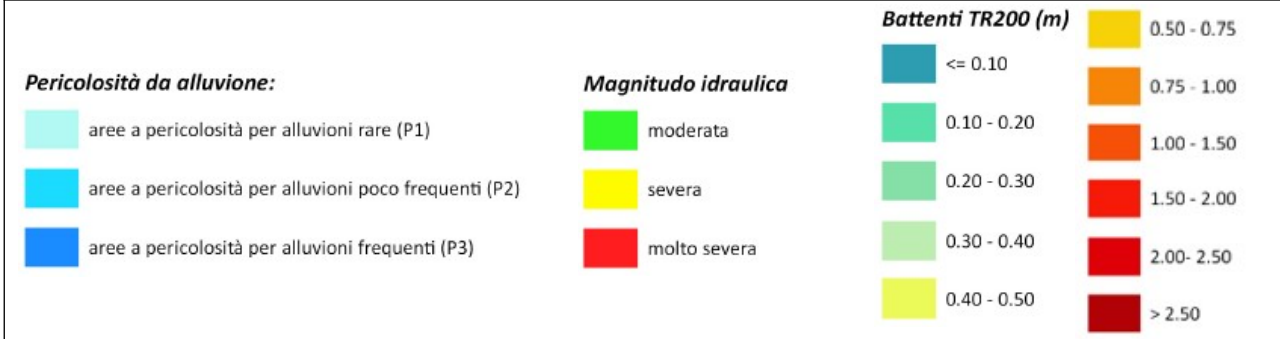 Pericolosità da alluvione:
aree a pericolosità per alluvioni rare (P1)
aree a pericolosità per alluvioni poco frequenti (P2)
aree a pericolosità per alluvioni frequenti (P3)
Magnitudo idraulica
moderata
severa
molto severa
Battenti TR200 (m)
<= 0.10
0.10 - 0.20
0.20 - 0.30
0.30 - 0.40
0.40 - 0.50
0.50 - 0.75
0.75 - 1.00
1.00 - 1.50
1.50 - 2.00
2.00- 2.50
> 2.50